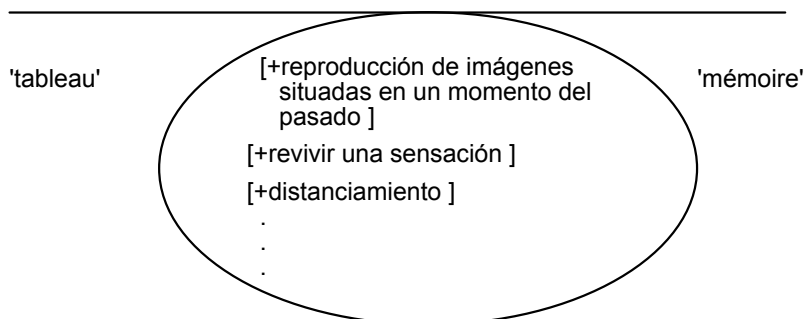 'tableau'
[+reproducción de imágenes
situadas en un momento del
pasado ]
'mémoire'
[+revivir una sensación ]
[+distanciamiento ]
.
.
.